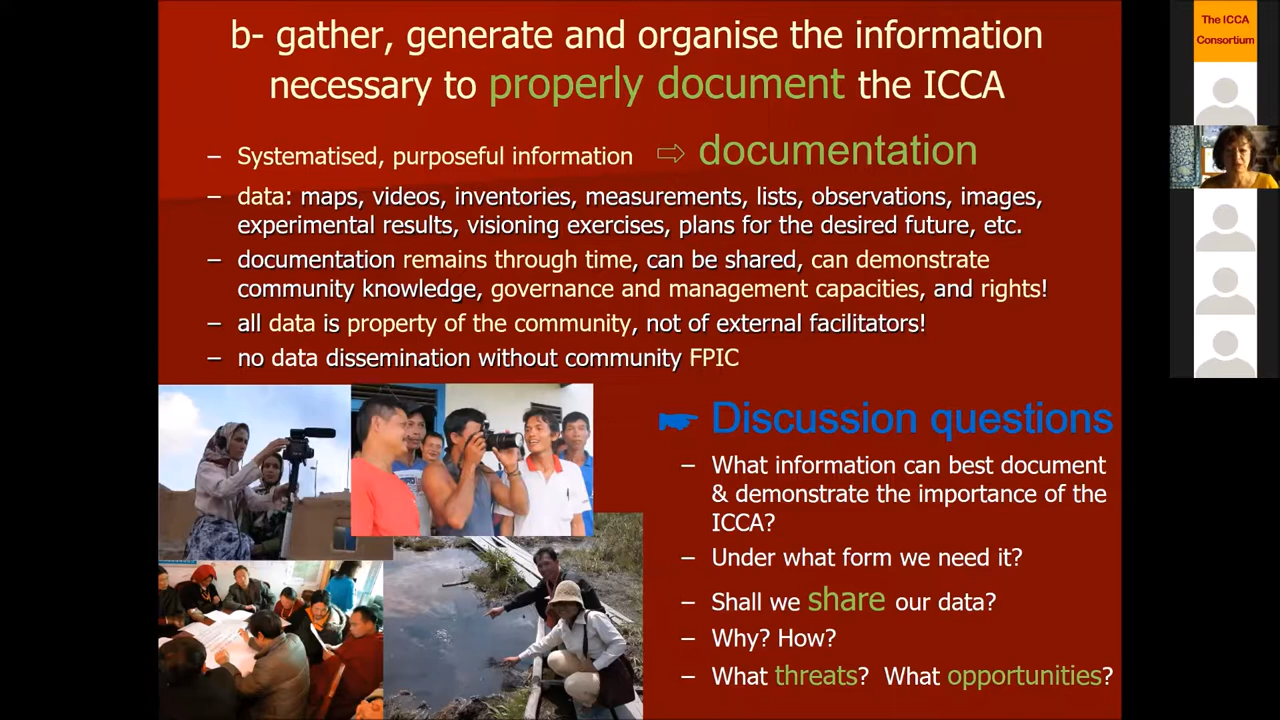 b- gather, generate and organise the information
necessary to properly document the ICCA
– Systematised, purposeful information ⇨ documentation
– data: maps, videos, inventories, measurements, lists, observations, images,
experimental results, visioning exercises, plans for the desired future, etc.
– documentation remains through time, can be shared, can demonstrate
community knowledge, governance and management capacities, and rights!
– all data is property of the community, not of external facilitators!
– no data dissemination without community FPIC
☛ Discussion questions
– What information can best document
& demonstrate the importance of the
ICCA?
– Under what form we need it?
– Shall we share our data?
– Why? How?
– What threats? What opportunities?
The ICCA
Consortium